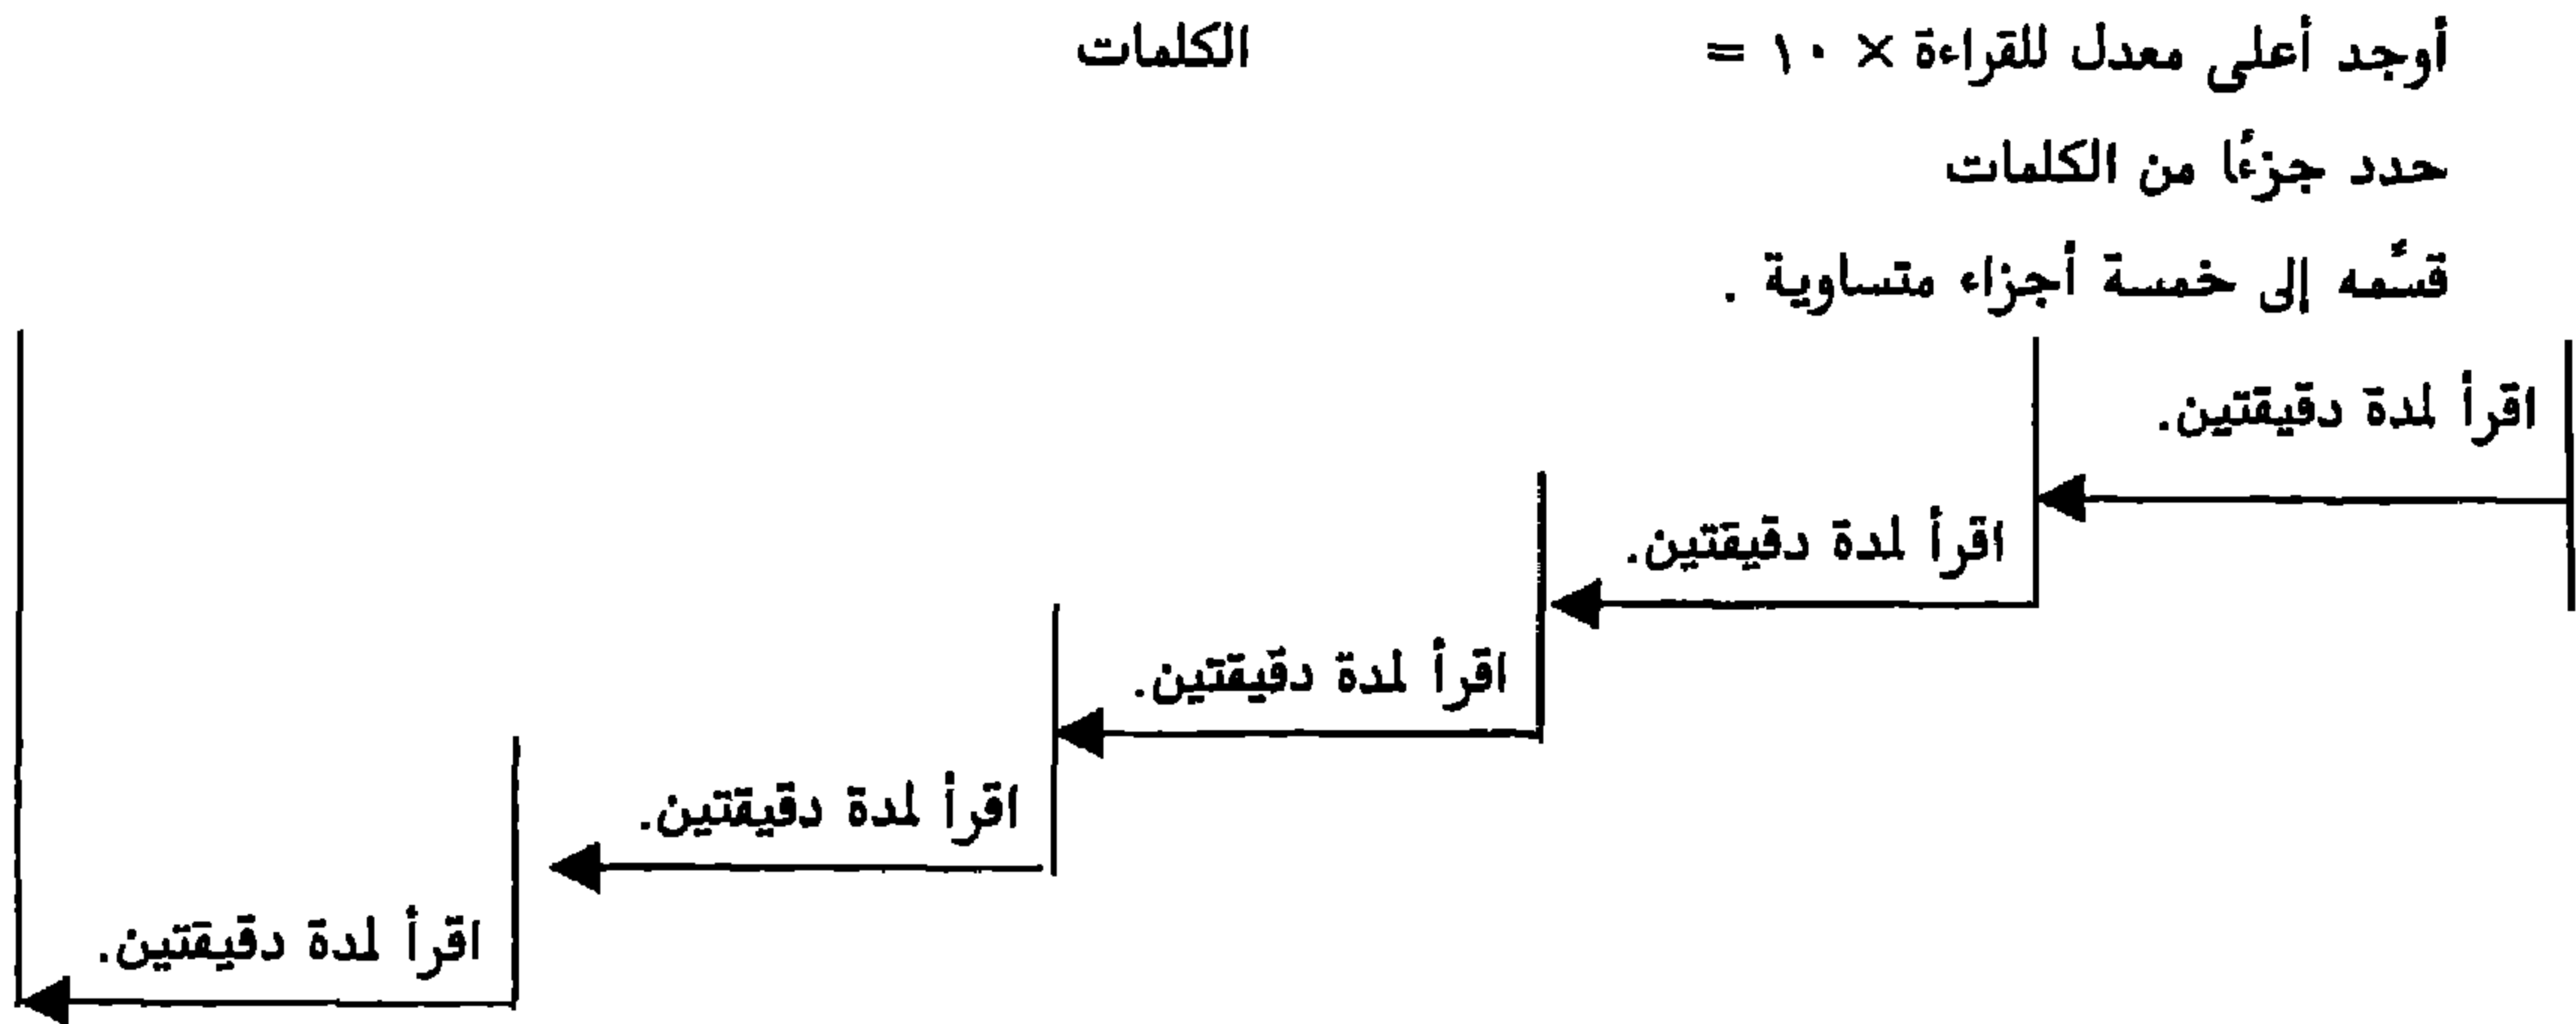 أوجد أعلى معدل للقراءة × ١٠ = الكلمات
حدد جزءًا من الكلمات
قسّمه إلى خمسة أجزاء متساوية .
اقرأ لمدة دقيقتين.
اقرأ لمدة دقيقتين.
اقرأ لمدة دقيقتين.
اقرأ لمدة دقيقتين.
اقرأ لمدة دقيقتين.